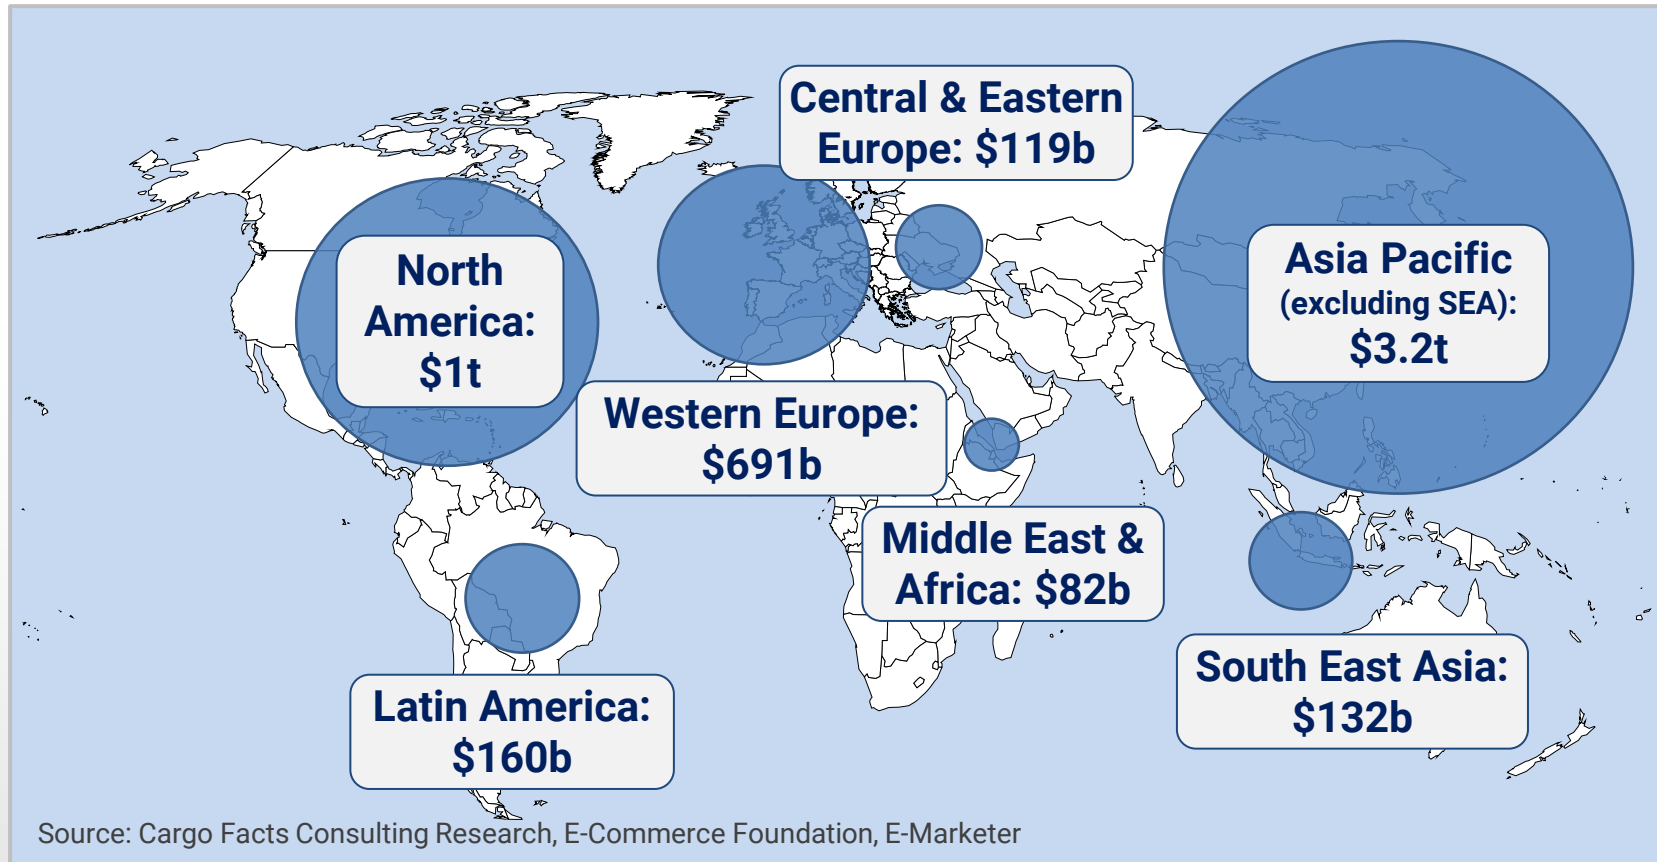 Central & Eastern
Europe: $119b
North
America:
$1t
Asia Pacific
(excluding SEA):
$3.2t
Western Europe:
$691b
Middle East &
Africa: $82b
South East Asia:
$132b
Latin America:
$160b
Source: Cargo Facts Consulting Research, E-Commerce Foundation, E-Marketer